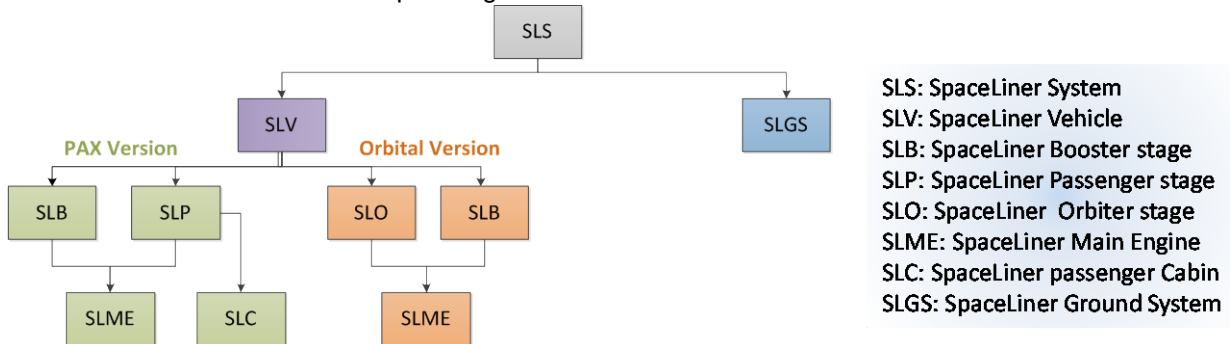 SLS
SLV
SLGS
PAX Version
Orbital Version
SLB
SLP
SLO
SLB
SLME
SLC
SLME
SLS: SpaceLiner System
SLV: SpaceLiner Vehicle
SLB: SpaceLiner Booster stage
SLP: SpaceLiner Passenger stage
SLO: SpaceLiner Orbiter stage
SLME: SpaceLiner Main Engine
SLC: SpaceLiner passenger Cabin
SLGS: SpaceLiner Ground System